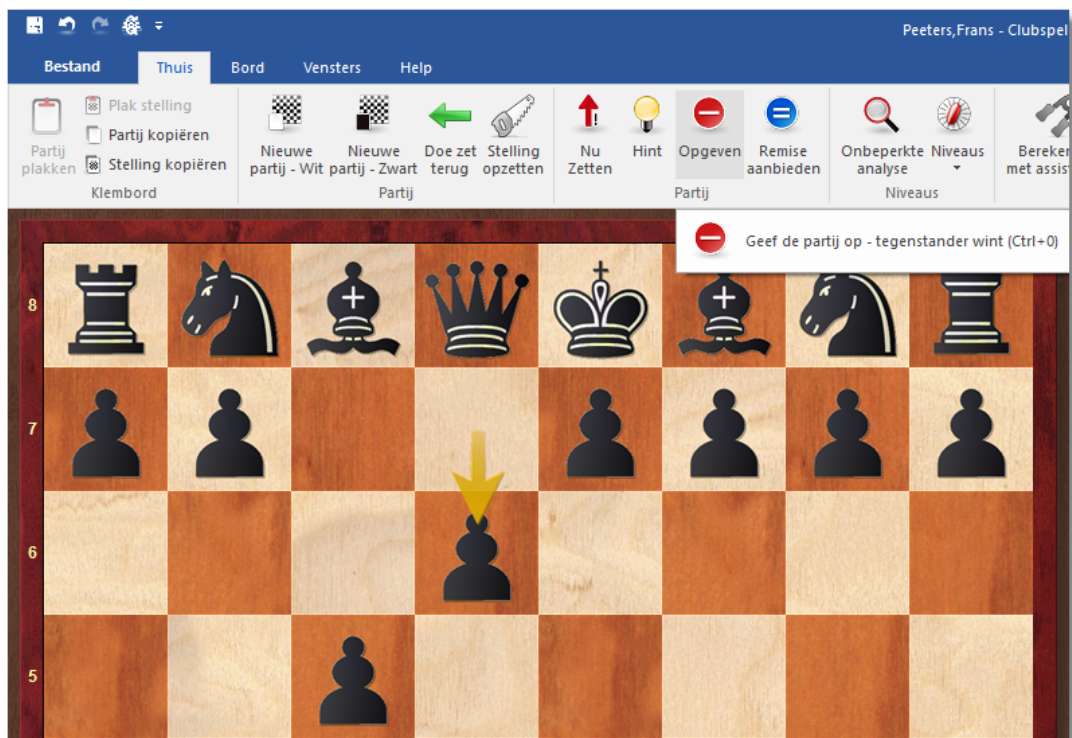 Peeters,Frans - Clubspel
Bestand Thuis Bord Vensters Help
Partij plakken
Plak stelling
Partij kopiëren
Stelling kopiëren
Klembord
Nieuwe partij - Wit
Nieuwe partij - Zwart
Doe zet terug
Stelling opzetten
Partij
Nu Zetten
Hint
Opgeven
Remise aanbieden
Partij
Onbeperkte analyse
Niveaus
Niveaus
met assis
Geef de partij op - tegenstander wint (Ctrl+0)
8
7
6
5